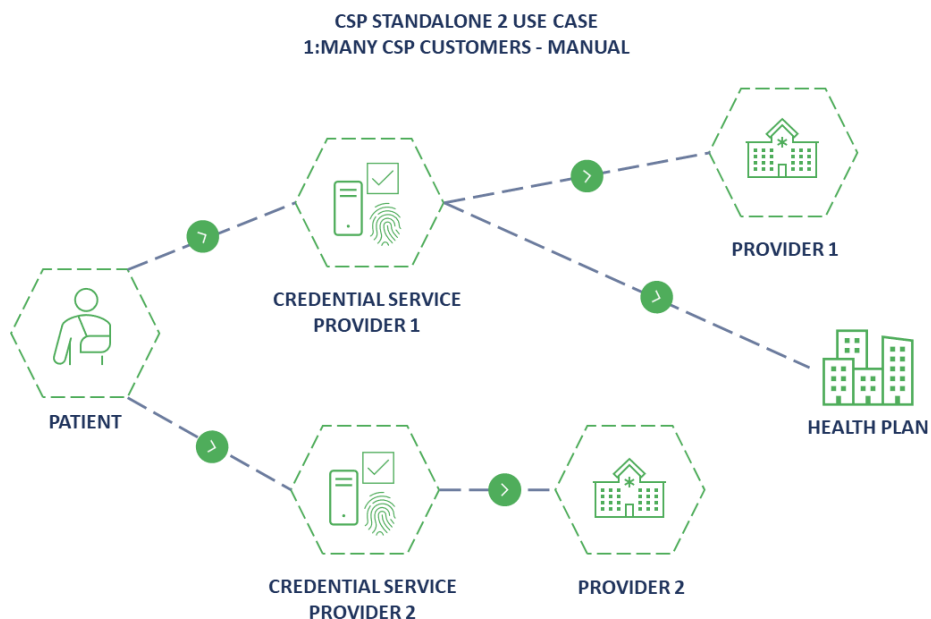 CSP STANDALONE 2 USE CASE
1:MANY CSP CUSTOMERS - MANUAL
PROVIDER 1
CREDENTIAL SERVICE
PROVIDER 1
PATIENT
HEALTH PLAN
CREDENTIAL SERVICE
PROVIDER 2
PROVIDER 2